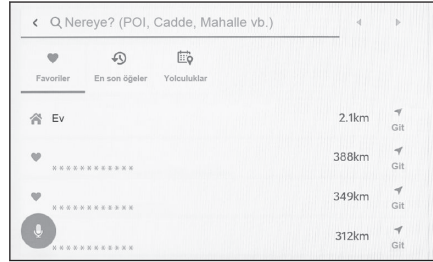 Nereye? (POI, Cadde, Mahalle vb.)
Favoriler En son öğeler Yolculuklar
Ev 2.1km Git
************ 388km Git
************ 349km Git
************ 312km Git